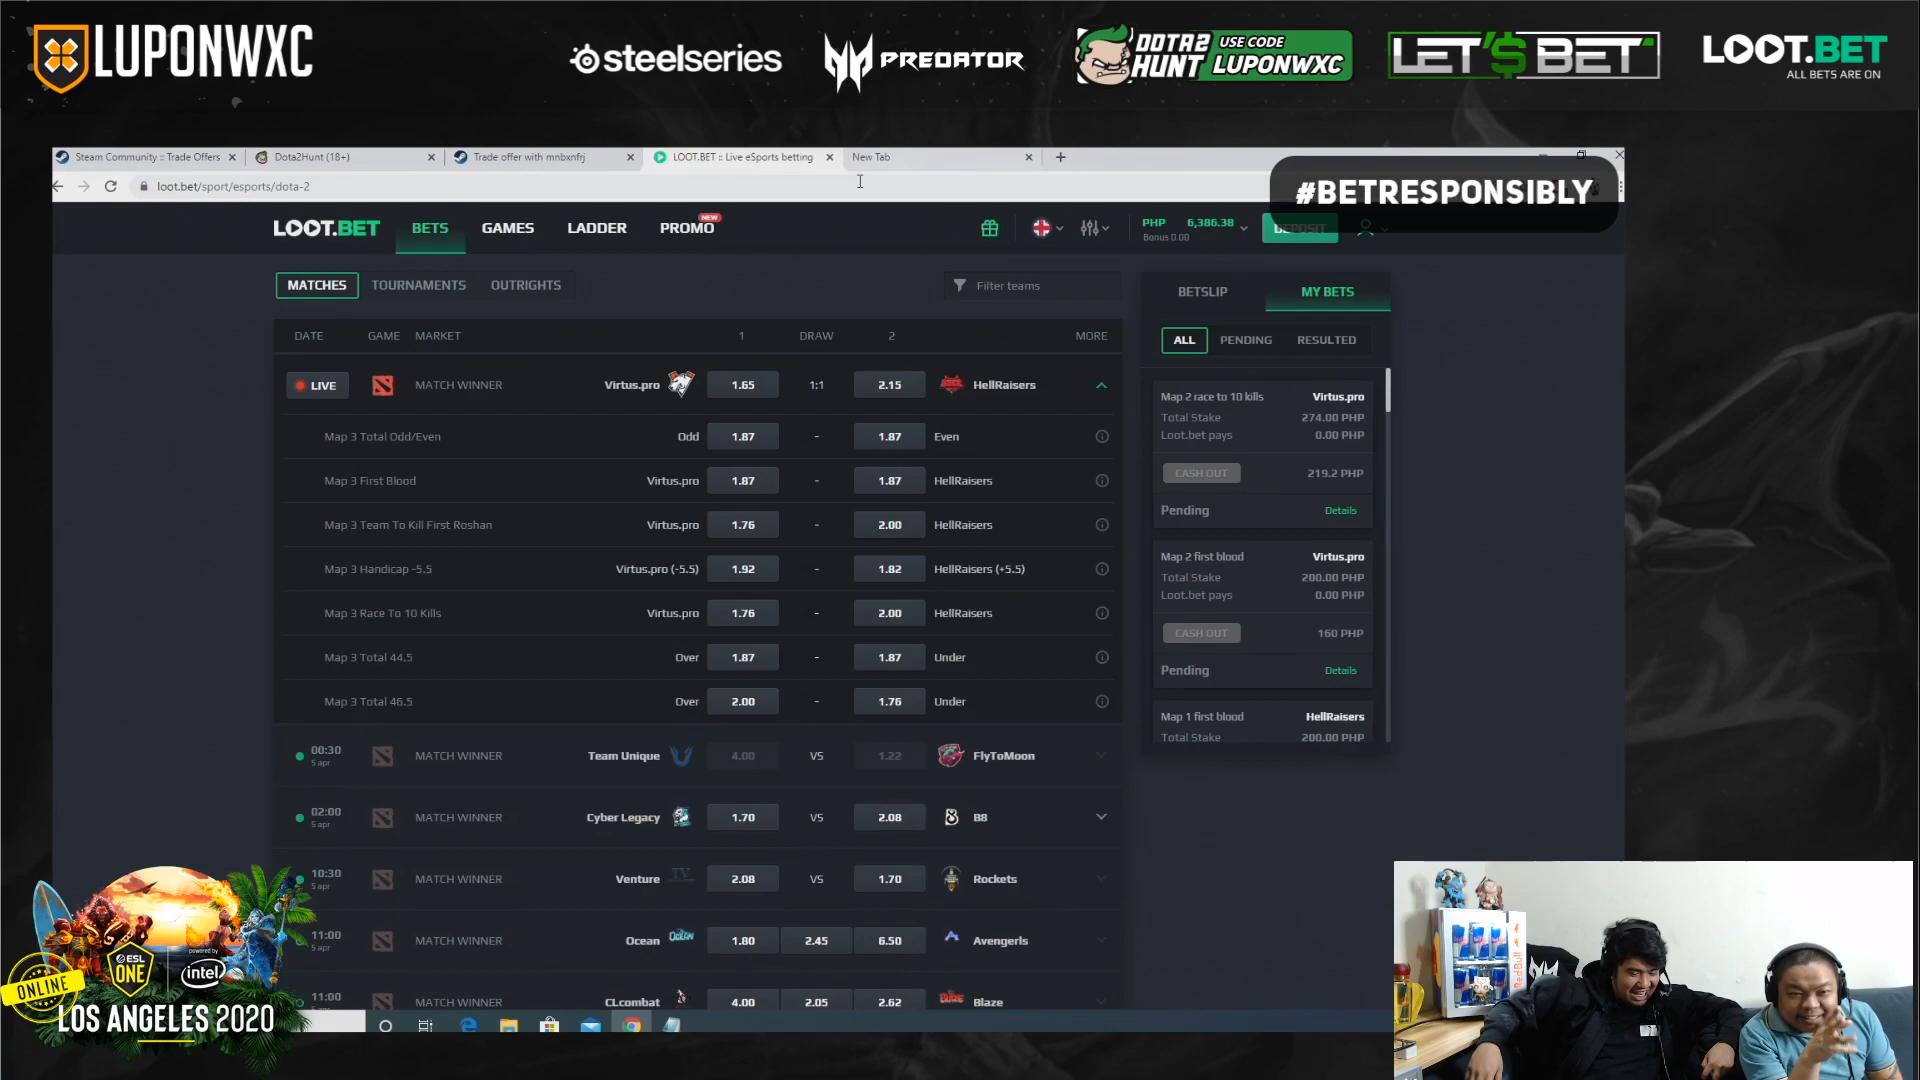 LUPONWXC
steelseries
PREDATOR
DOTA2 HUNT
USE CODE LUPONWXC
LET'$ BET
LOOT.BET
ALL BETS ARE ON
Steam Community :: Trade Offers
Dota2Hunt (18+)
Trade offer with mnbxnfrj
LOOT.BET :: Live eSports betting
New Tab
loot.bet/sport/esports/dota-2
#BETRESPONSIBLY
LOOT.BET BETS GAMES LADDER PROMO NEW
PHP 6,386.38
Bonus 0.00
DEPOSIT
MATCHES TOURNAMENTS OUTRIGHTS
Filter teams
DATE GAME MARKET 1 DRAW 2 MORE
LIVE MATCH WINNER Virtus.pro 1.65 1:1 2.15 HellRaisers
Map 3 Total Odd/Even Odd 1.87 - 1.87 Even
Map 3 First Blood Virtus.pro 1.87 - 1.87 HellRaisers
Map 3 Team To Kill First Roshan Virtus.pro 1.76 - 2.00 HellRaisers
Map 3 Handicap -5.5 Virtus.pro (-5.5) 1.92 - 1.82 HellRaisers (+5.5)
Map 3 Race To 10 Kills Virtus.pro 1.76 - 2.00 HellRaisers
Map 3 Total 44.5 Over 1.87 - 1.87 Under
Map 3 Total 46.5 Over 2.00 - 1.76 Under
00:30 5 apr MATCH WINNER Team Unique 4.00 VS 1.22 FlyToMoon
02:00 5 apr MATCH WINNER Cyber Legacy 1.70 VS 2.08 B8
10:30 5 apr MATCH WINNER Venture 2.08 VS 1.70 Rockets
11:00 5 apr MATCH WINNER Ocean 1.80 2.45 6.50 Avengerls
11:00 5 apr MATCH WINNER CLcombat 4.00 2.05 2.62 Blaze
BETSLIP MY BETS
ALL PENDING RESULTED
Map 2 race to 10 kills Virtus.pro
Total Stake 274.00 PHP
Loot.bet pays 0.00 PHP
CASH OUT 219.2 PHP
Pending Details
Map 2 first blood Virtus.pro
Total Stake 200.00 PHP
Loot.bet pays 0.00 PHP
CASH OUT 160 PHP
Pending Details
Map 1 first blood HellRaisers
Total Stake 200.00 PHP
ONLINE
ESL ONE
powered by
intel
LOS ANGELES 2020
RedBull